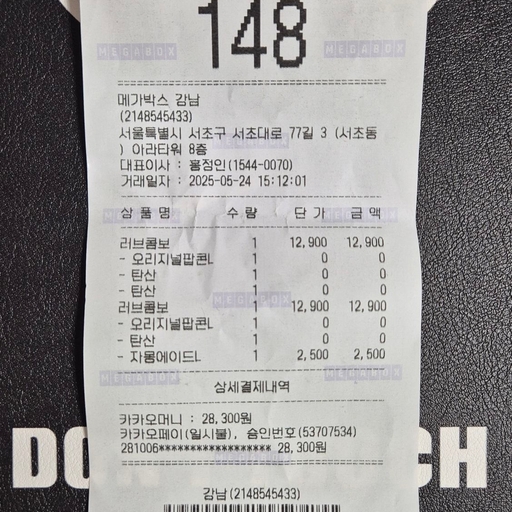 148
MEGABOX MEGABOX
메가박스 강남
(2148545433)
서울특별시 서초구 서초대로 77길 3 (서초동
) 아라타워 8층
대표이사 : 홍정인(1544-0070)
거래일자 : 2025-05-24 15:12:01
상 품 명 수 량 단 가 금 액
러브콤보 1 12,900 12,900
- 오리지널팝콘L 1 0 0
- 탄산 1 0 0
- 탄산 1 0 0
MEGABOX
러브콤보 1 12,900 12,900
- 오리지널팝콘L 1 0 0
- 탄산 1 0 0
- 자몽에이드L 1 2,500 2,500
MEGABOX MEGABOX
상세결제내역
카카오머니 : 28,300원
카카오페이(일시불), 승인번호(53707534)
281006****************** 28,300원
강남(2148545433)
DO CH